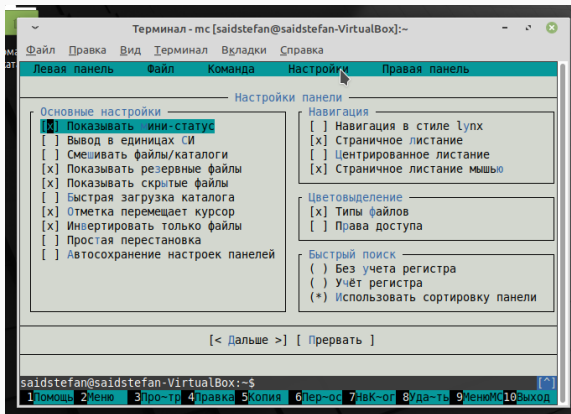 Терминал - mc [saidstefan@saidstefan-VirtualBox]:~
Файл Правка Вид Терминал Вкладки Справка
Левая панель Файл Команда Настройки Правая панель
Настройки панели
Основные настройки
[x] Показывать мини-статус
[ ] Вывод в единицах СИ
[ ] Смешивать файлы/каталоги
[x] Показывать резервные файлы
[x] Показывать скрытые файлы
[ ] Быстрая загрузка каталога
[x] Отметка перемещает курсор
[x] Инвертировать только файлы
[ ] Простая перестановка
[ ] Автосохранение настроек панелей
Навигация
[ ] Навигация в стиле lynx
[x] Страничное листание
[ ] Центрированное листание
[x] Страничное листание мышью
Цветовыделение
[x] Типы файлов
[ ] Права доступа
Быстрый поиск
( ) Без учета регистра
( ) Учёт регистра
(*) Использовать сортировку панели
[< Дальше >] [ Прервать ]
saidstefan@saidstefan-VirtualBox:~$ [^]
1Помощь 2Меню 3Про~тр 4Правка 5Копия 6Пер~ос 7НвК~ог 8Уда~ть 9МенюМС 10Выход